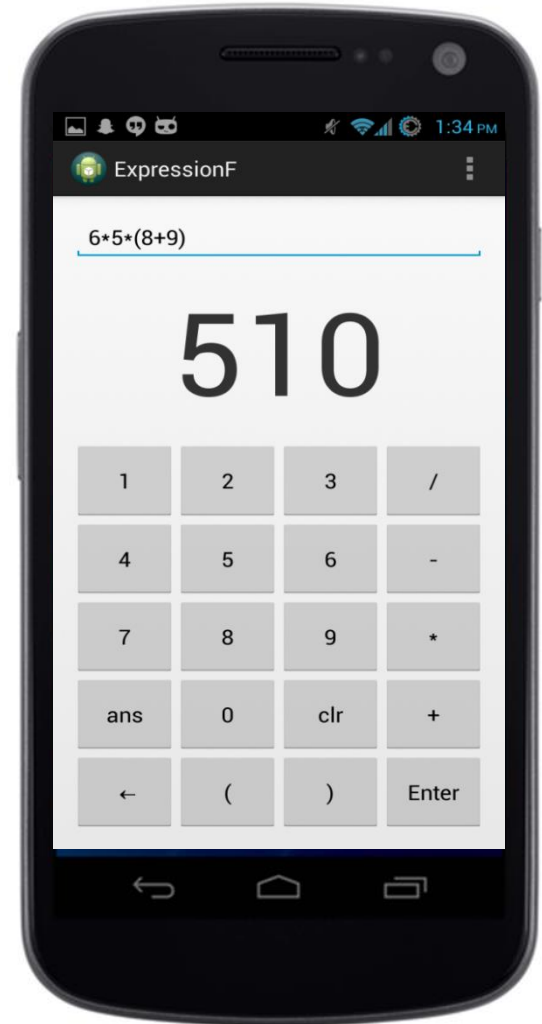 1:34 PM
ExpressionF
6*5*(8+9)
510
1 2 3 /
4 5 6 -
7 8 9 *
ans 0 clr +
← ( ) Enter